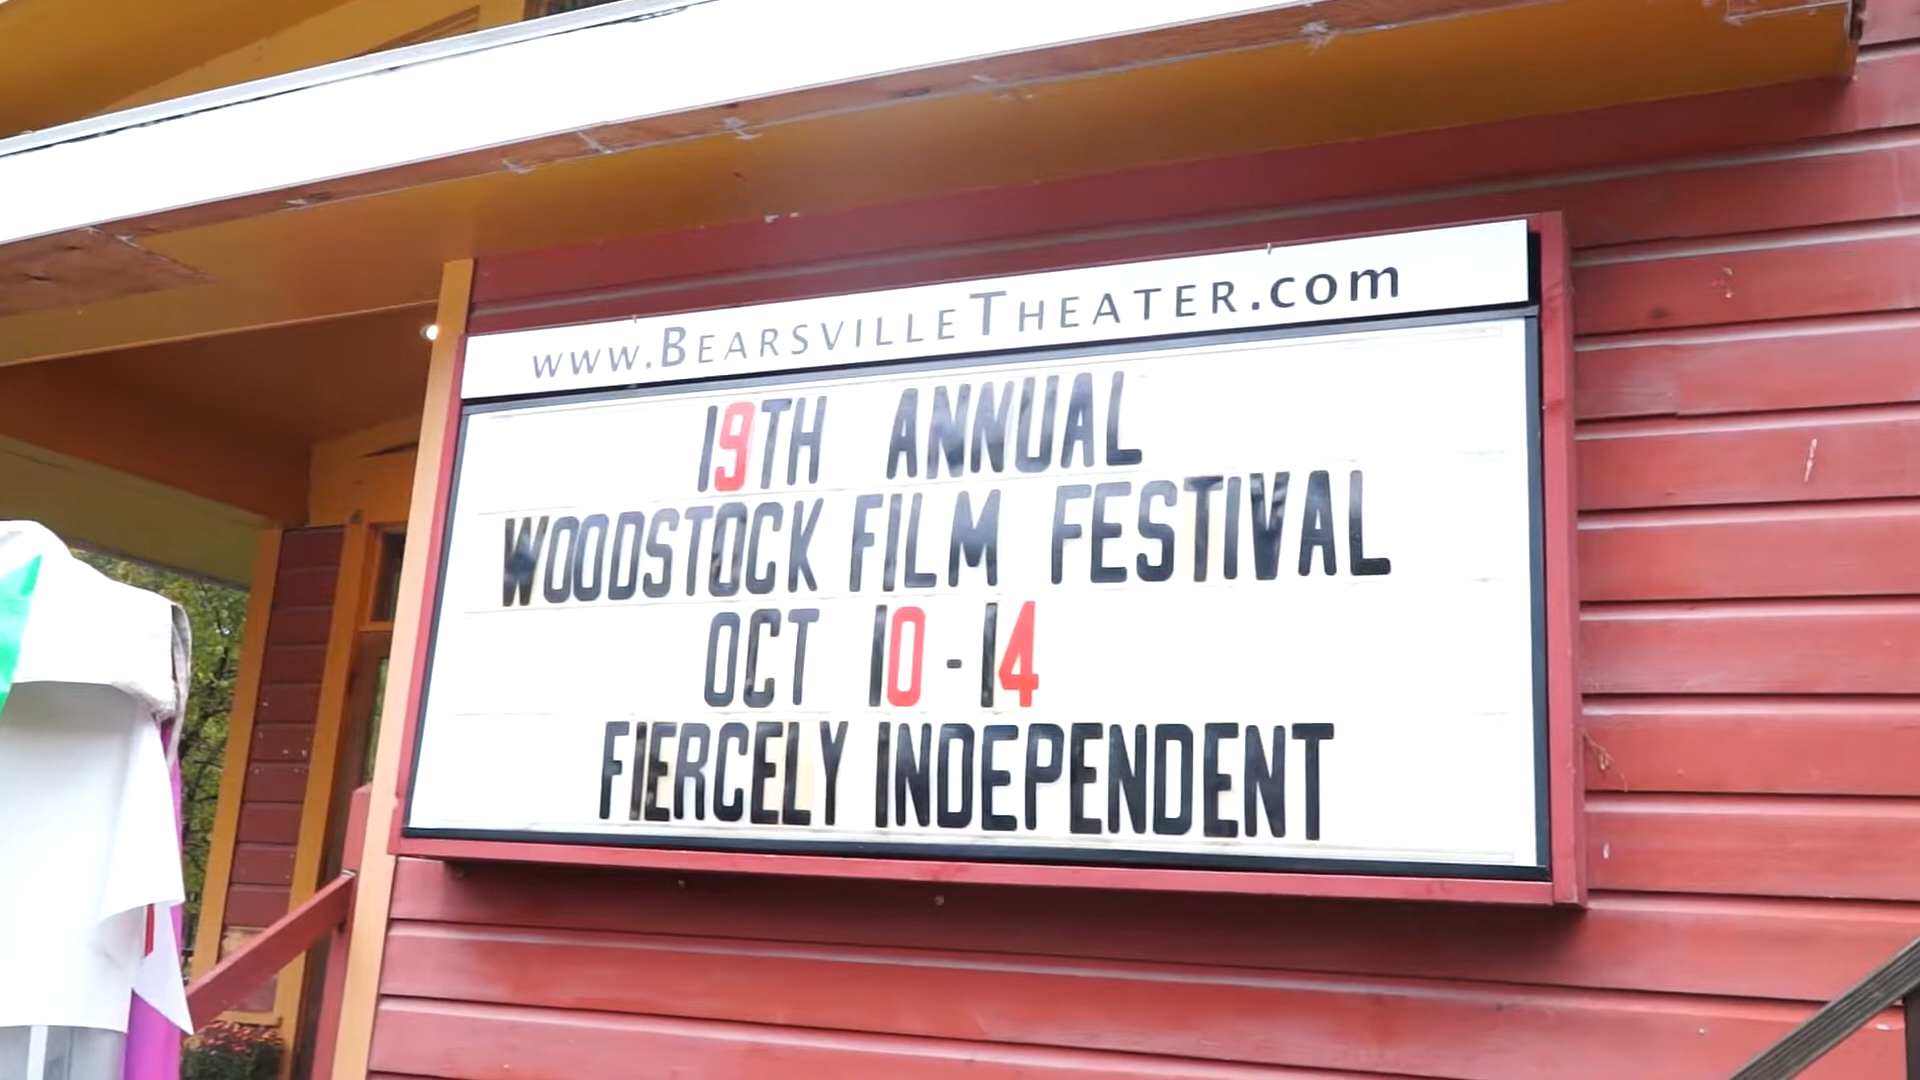 www.BearsvilleTheater.com
19TH ANNUAL
WOODSTOCK FILM FESTIVAL
OCT 10-14
FIERCELY INDEPENDENT